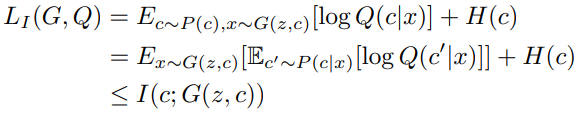 L_I(G, Q) = E_{c∼P(c),x∼G(z,c)}[log Q(c|x)] + H(c)
= E_{x∼G(z,c)}[𝔼_{c′∼P(c|x)}[log Q(c′|x)]] + H(c)
≤ I(c; G(z, c))